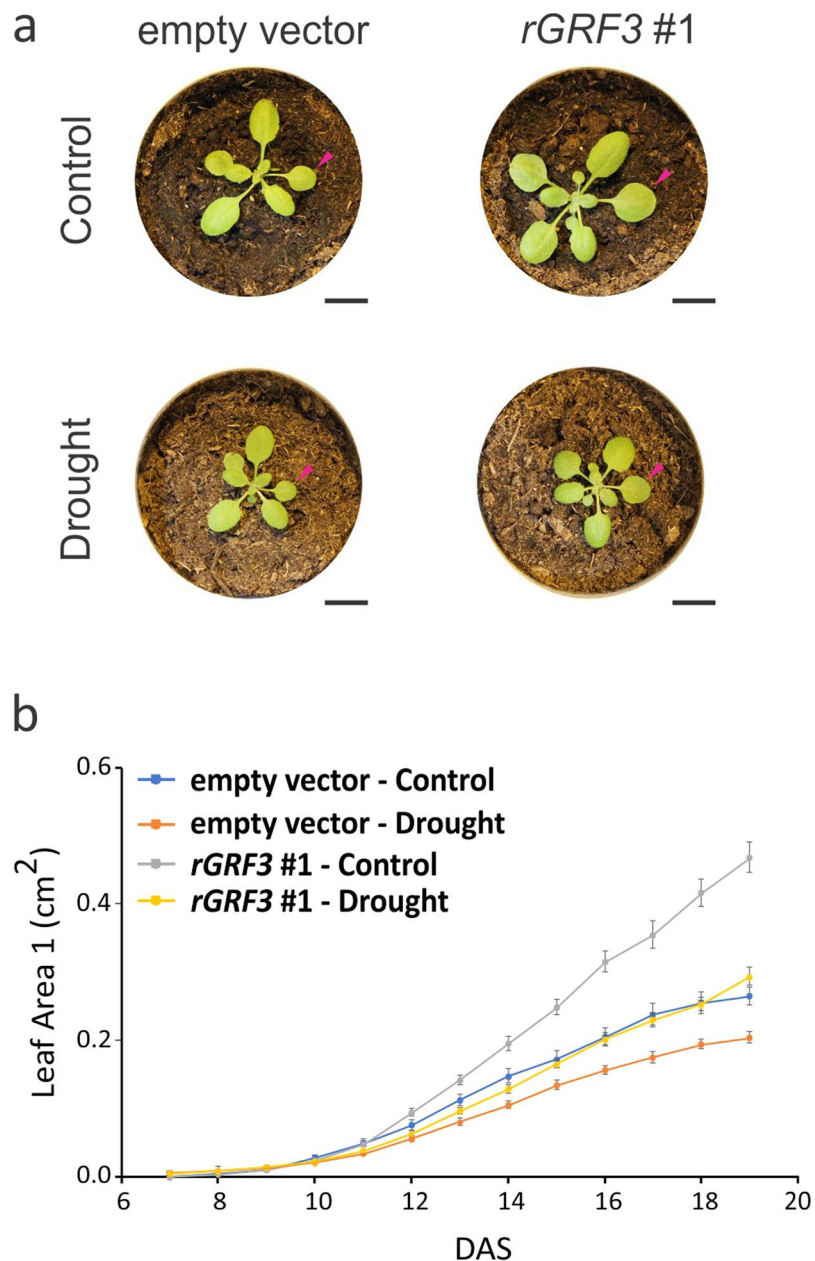 a
empty vector
rGRF3 #1
Control
Drought
b
0.6
0.4
0.2
0.0
Leaf Area 1 (cm2)
empty vector - Control
empty vector - Drought
rGRF3 #1 - Control
rGRF3 #1 - Drought
6 8 10 12 14 16 18 20
DAS